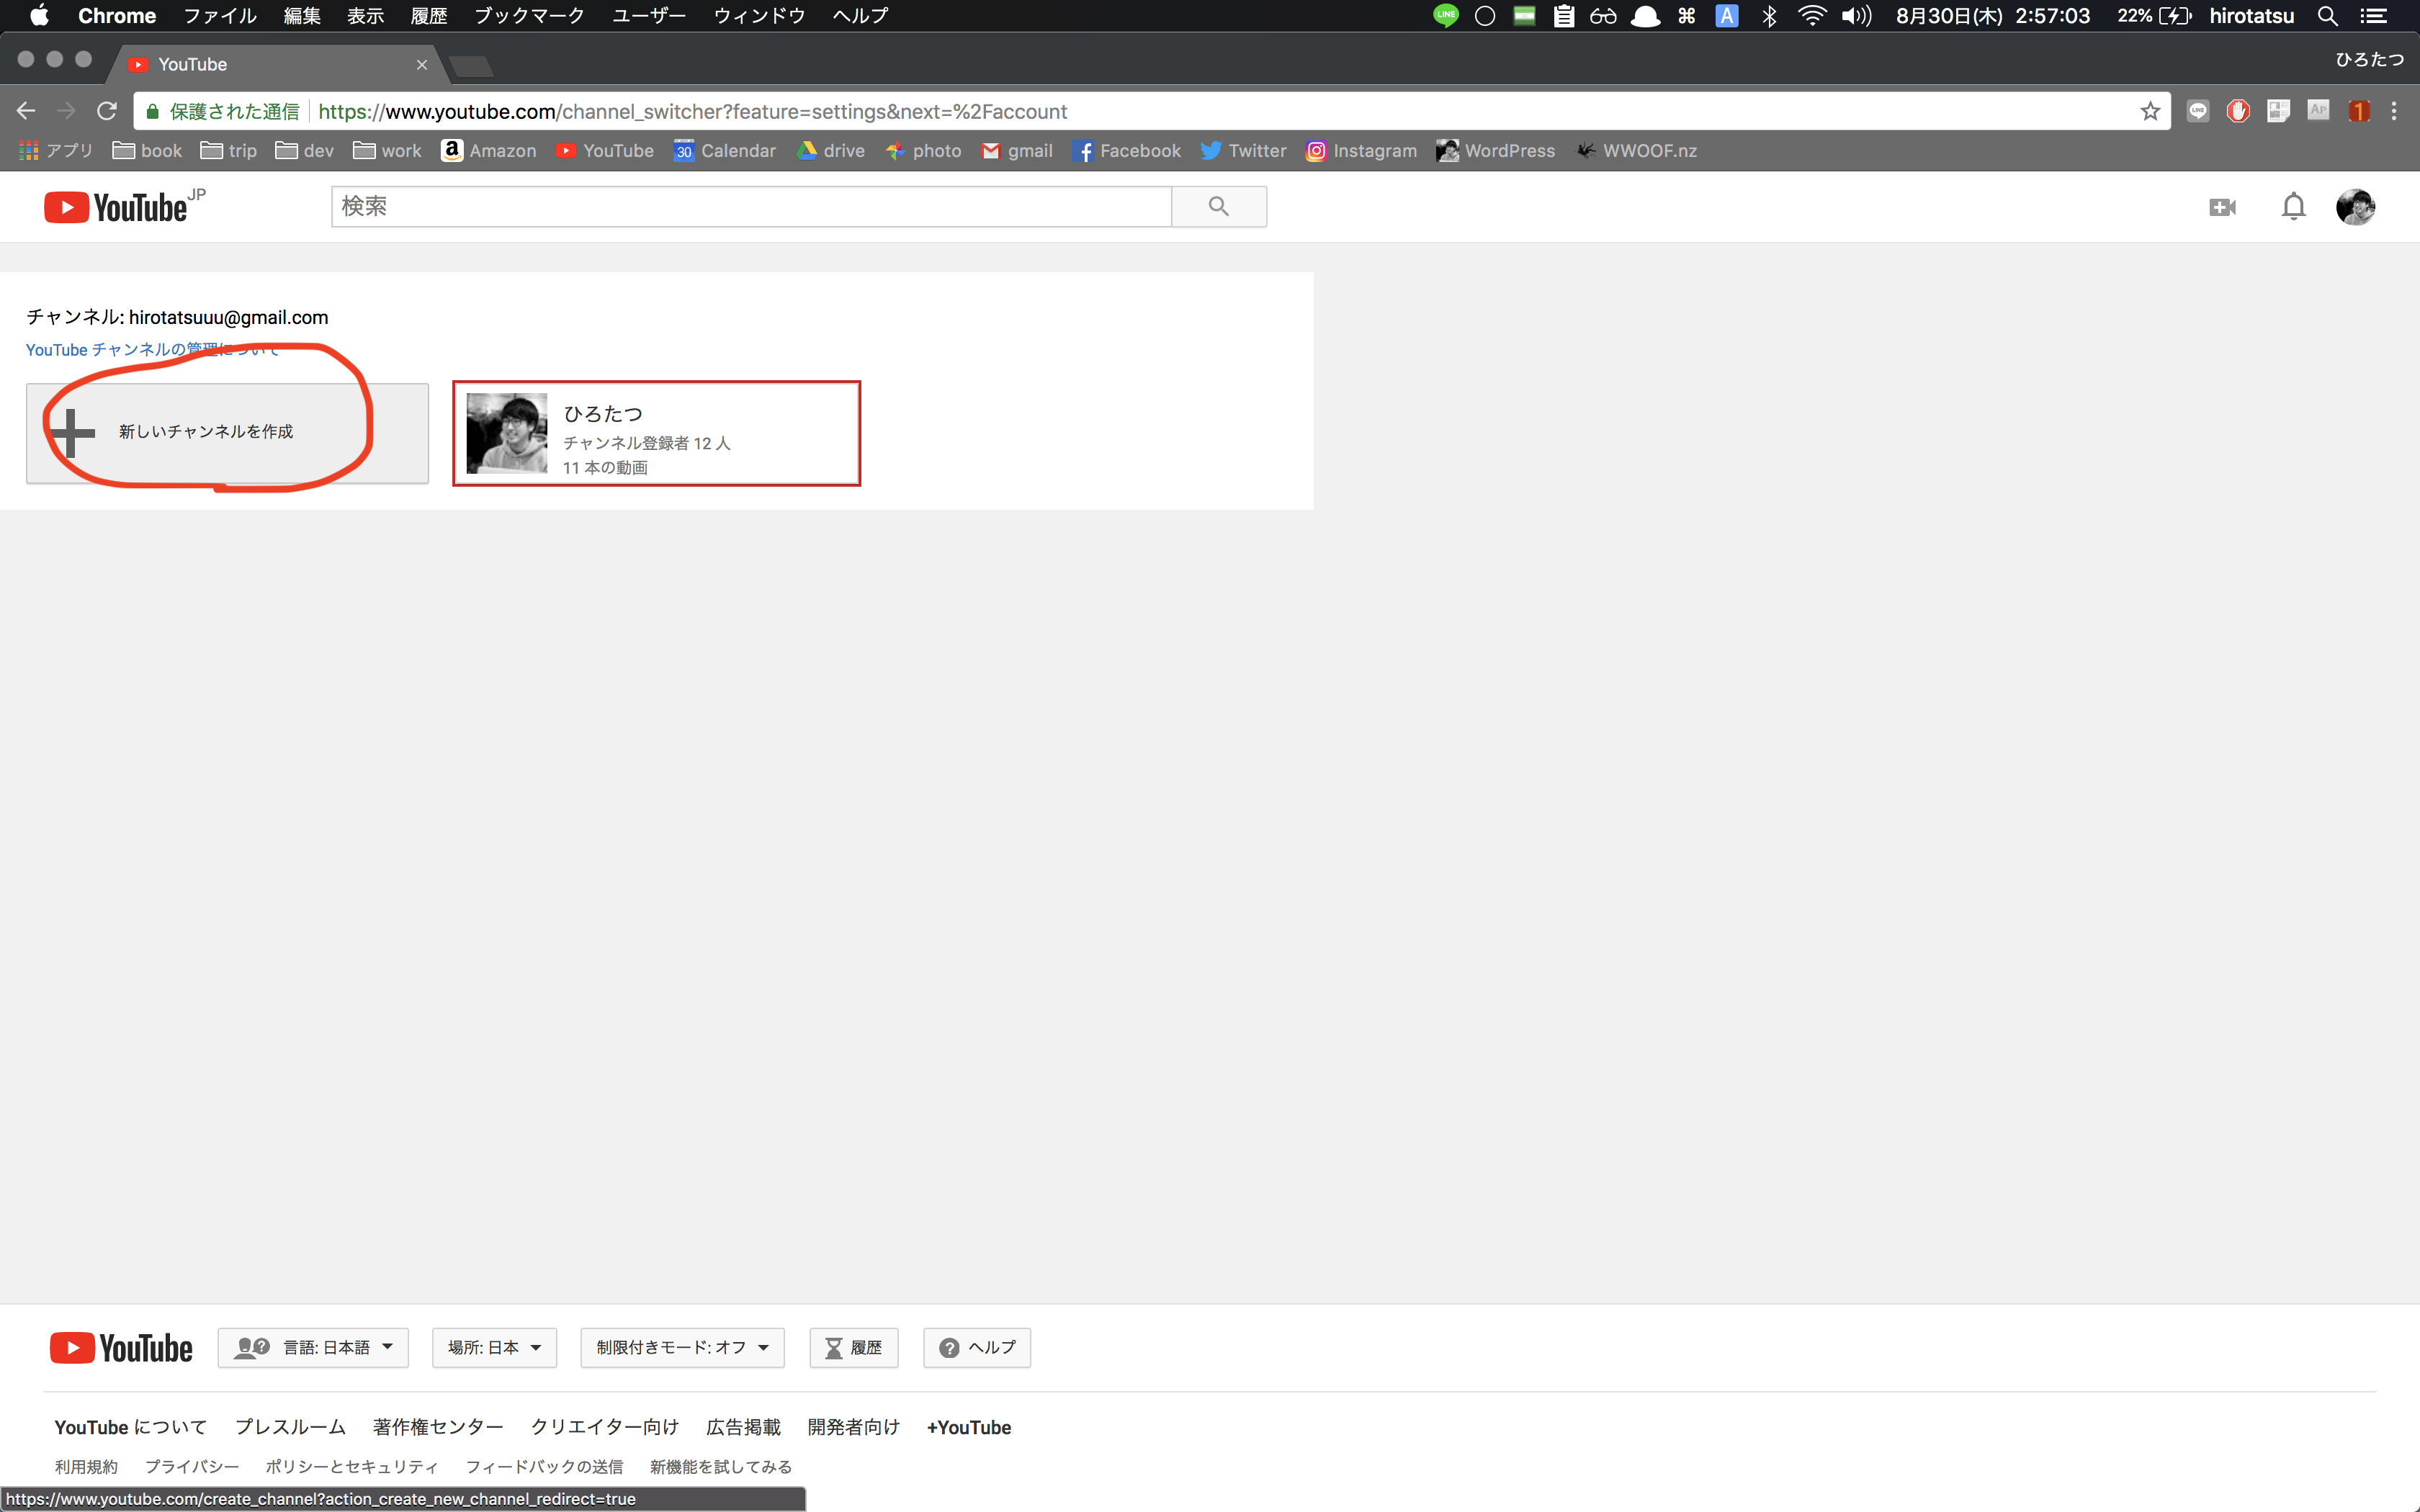 Chrome ファイル 編集 表示 履歴 ブックマーク ユーザー ウィンドウ ヘルプ LINE A 8月30日(木) 2:57:03 22% hirotatsu
YouTube ひろたつ
保護された通信 https://www.youtube.com/channel_switcher?feature=settings&next=%2Faccount LINE AP 1
アプリ book trip dev work Amazon YouTube 30 Calendar drive photo gmail Facebook Twitter Instagram WordPress WWOOF.nz
YouTube JP 検索
チャンネル: hirotatsuuu@gmail.com
YouTube チャンネルの管理について
新しいチャンネルを作成
ひろたつ
チャンネル登録者 12 人
11 本の動画
YouTube 言語: 日本語 場所: 日本 制限付きモード: オフ 履歴 ヘルプ
YouTube について プレスルーム 著作権センター クリエイター向け 広告掲載 開発者向け +YouTube
利用規約 プライバシー ポリシーとセキュリティ フィードバックの送信 新機能を試してみる
https://www.youtube.com/create_channel?action_create_new_channel_redirect=true